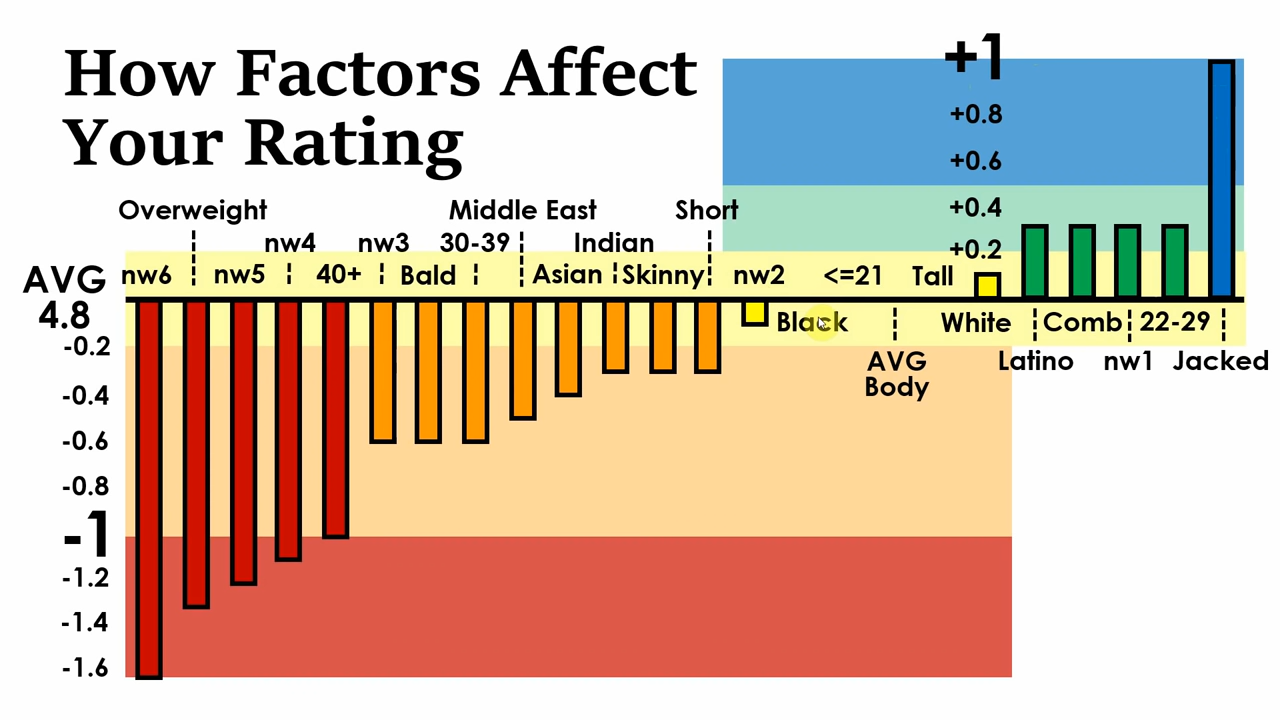 How Factors Affect
Your Rating
+1
+0.8
+0.6
+0.4
+0.2
Overweight
Middle East
Short
nw4
nw3
30-39
Indian
AVG
nw6
nw5
40+
Bald
Asian
Skinny
nw2
<=21
Tall
4.8
Black
White
Comb
22-29
AVG
Body
Latino
nw1
Jacked
-0.2
-0.4
-0.6
-0.8
-1
-1.2
-1.4
-1.6